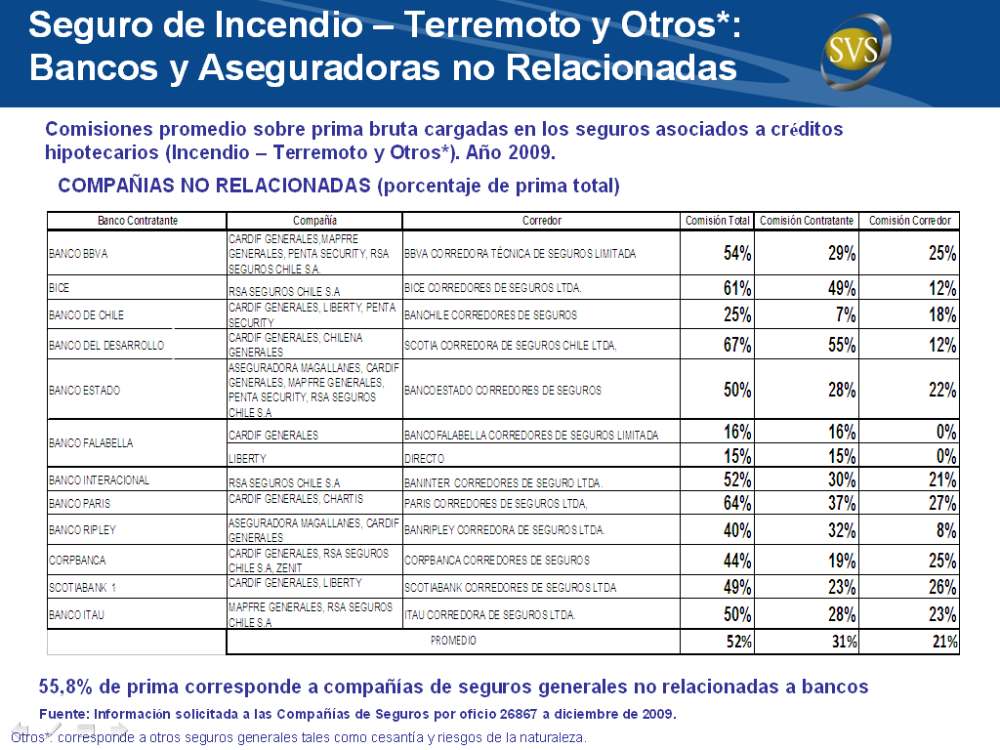 Seguro de Incendio – Terremoto y Otros*:
Bancos y Aseguradoras no Relacionadas
SVS
Comisiones promedio sobre prima bruta cargadas en los seguros asociados a créditos
hipotecarios (Incendio – Terremoto y Otros*). Año 2009.
COMPAÑIAS NO RELACIONADAS (porcentaje de prima total)
Banco Contratante Compañía Corredor Comisión Total Comisión Contratante Comisión Corredor
BANCO BBVA CARDIF GENERALES,MAPFRE
GENERALES, PENTA SECURITY, RSA
SEGUROS CHILE S.A. BBVA CORREDORA TÉCNICA DE SEGUROS LIMITADA 54% 29% 25%
BICE RSA SEGUROS CHILE S.A BICE CORREDORES DE SEGUROS LTDA. 61% 49% 12%
BANCO DE CHILE CARDIF GENERALES, LIBERTY, PENTA
SECURITY BANCHILE CORREDORES DE SEGUROS 25% 7% 18%
BANCO DEL DESARROLLO CARDIF GENERALES, CHILENA
GENERALES SCOTIA CORREDORA DE SEGUROS CHILE LTDA, 67% 55% 12%
BANCO ESTADO ASEGURADORA MAGALLANES, CARDIF
GENERALES, MAPFRE GENERALES,
PENTA SECURITY, RSA SEGUROS
CHILE S.A BANCOESTADO CORREDORES DE SEGUROS 50% 28% 22%
BANCO FALABELLA CARDIF GENERALES BANCOFALABELLA CORREDORES DE SEGUROS LIMITADA 16% 16% 0%
LIBERTY DIRECTO 15% 15% 0%
BANCO INTERACIONAL RSA SEGUROS CHILE S.A BANINTER CORREDORES DE SEGURO LTDA. 52% 30% 21%
BANCO PARIS CARDIF GENERALES, CHARTIS PARIS CORREDORES DE SEGUROS LTDA, 64% 37% 27%
BANCO RIPLEY ASEGURADORA MAGALLANES, CARDIF
GENERALES BANRIPLEY CORREDORA DE SEGUROS LTDA. 40% 32% 8%
CORPBANCA CARDIF GENERALES, RSA SEGUROS
CHILE S.A, ZENIT CORPBANCA CORREDORES DE SEGUROS 44% 19% 25%
SCOTIABANK 1 CARDIF GENERALES, LIBERTY SCOTIABANK CORREDORES DE SEGUROS LTDA 49% 23% 26%
BANCO ITAU MAPFRE GENERALES, RSA SEGUROS
CHILE S.A ITAU CORREDORA DE SEGUROS LTDA. 50% 28% 23%
PROMEDIO 52% 31% 21%
55,8% de prima corresponde a compañías de seguros generales no relacionadas a bancos
Fuente: Información solicitada a las Compañías de Seguros por oficio 26867 a diciembre de 2009.
Otros*: corresponde a otros seguros generales tales como cesantía y riesgos de la naturaleza.